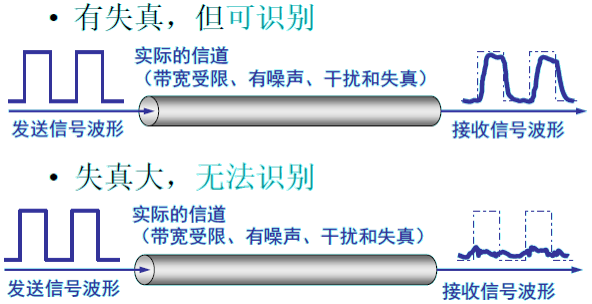 • 有失真，但可识别
实际的信道
（带宽受限、有噪声、干扰和失真）
发送信号波形
接收信号波形
• 失真大，无法识别
实际的信道
（带宽受限、有噪声、干扰和失真）
发送信号波形
接收信号波形